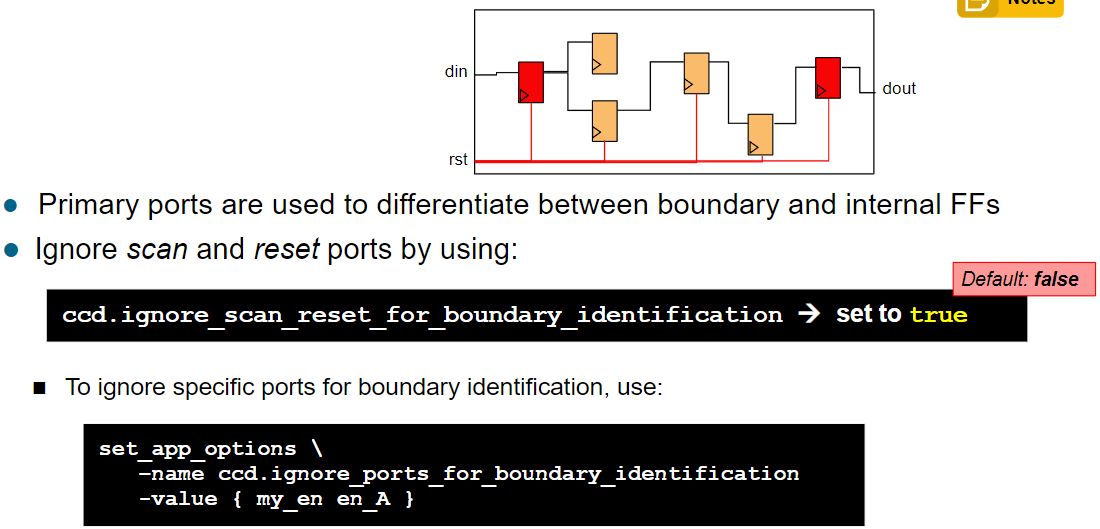 Notes
din
dout
rst
Primary ports are used to differentiate between boundary and internal FFs
Ignore scan and reset ports by using:
Default: false
ccd.ignore_scan_reset_for_boundary_identification → set to true
To ignore specific ports for boundary identification, use:
set_app_options \
–name ccd.ignore_ports_for_boundary_identification
-value { my_en en_A }